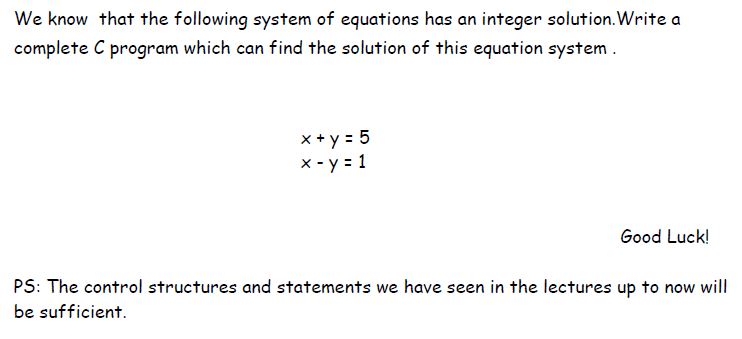 We know that the following system of equations has an integer solution.Write a
complete C program which can find the solution of this equation system .
x + y = 5
x - y = 1
Good Luck!
PS: The control structures and statements we have seen in the lectures up to now will
be sufficient.